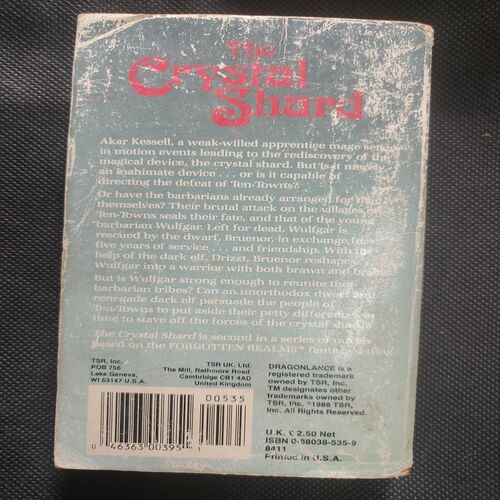 The
Crystal
Shard
Akar Kessell, a weak-willed apprentice mage sets
in motion events leading to the rediscovery of the
magical device, the crystal shard. But is it merely
an inanimate device . . . or is it capable of
directing the defeat of Ten-Towns?
Or have the barbarians already arranged for that
themselves? Their brutal attack on the villages of
Ten-Towns seals their fate, and that of the young
barbarian Wulfgar. Left for dead, Wulfgar is
rescued by the dwarf, Bruenor, in exchange for
five years of service . . . and friendship. With the
help of the dark elf, Drizzt, Bruenor reshapes
Wulfgar into a warrior with both brawn and brains.
But is Wulfgar strong enough to reunite the
barbarian tribes? Can an unorthodox dwarf and
renegade dark elf persuade the people of
Ten-Towns to put aside their petty differences in
time to stave off the forces of the crystal shard?
The Crystal Shard is second in a series of novels
based on the FORGOTTEN REALMS™ fantasy setting
TSR, Inc.
POB 756
Lake Geneva,
WI 53147 U.S.A.
TSR UK, Ltd.
The Mill, Rathmore Road
Cambridge CB1 4AD
United Kingdom
DRAGONLANCE is a
registered trademark
owned by TSR, Inc.
TM designates other
trademarks owned by
TSR, Inc. ©1988 TSR,
Inc. All Rights Reserved.
00535
0 46363 00395 1
U.K. £2.50 Net
ISBN 0-88038-535-9
8411
Printed in U.S.A.